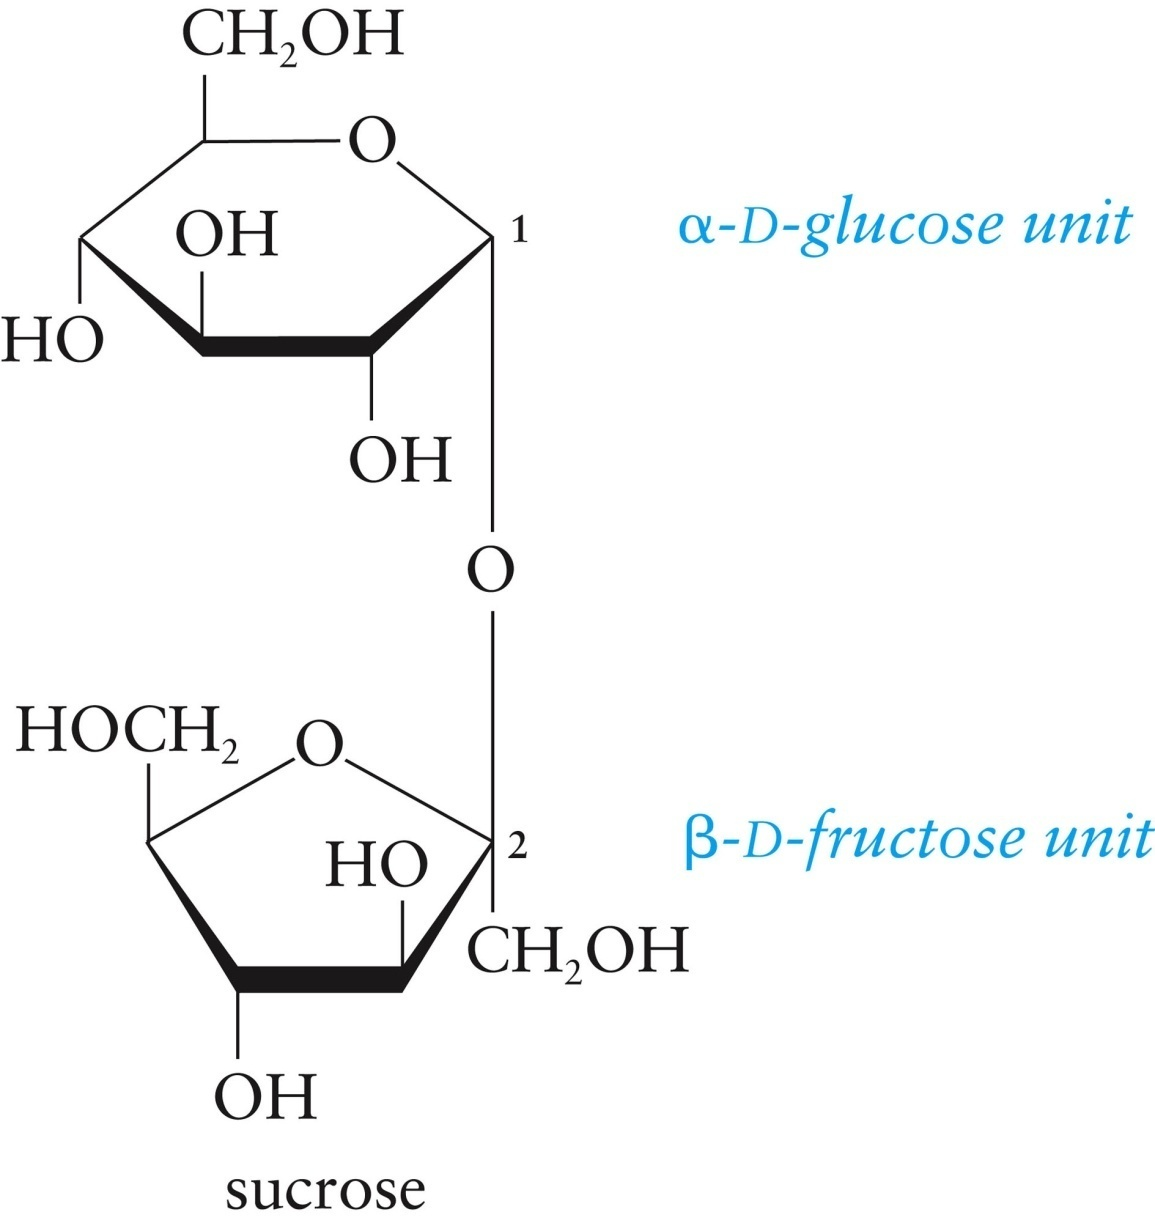 CH₂OH
O
OH
1
α-D-glucose unit
HO
OH
O
HOCH₂
O
HO
2
β-D-fructose unit
CH₂OH
OH
sucrose